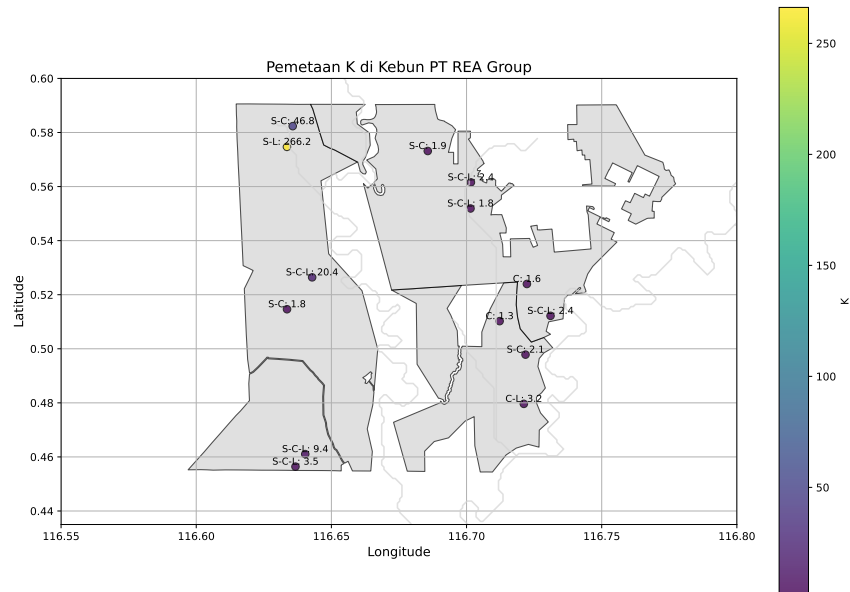 Pemetaan K di Kebun PT REA Group
0.60
0.58
0.56
0.54
0.52
0.50
0.48
0.46
0.44
Latitude
S-C: 46.8
S-L: 266.2
S-C: 1.9
S-C-L: 2.4
S-C-L: 1.8
S-C-L: 20.4
C: 1.6
S-C: 1.8
S-C-L: 2.4
C: 1.3
S-C: 2.1
C-L: 3.2
S-C-L: 9.4
S-C-L: 3.5
116.55 116.60 116.65 116.70 116.75 116.80
Longitude
250
200
150
100
50
K